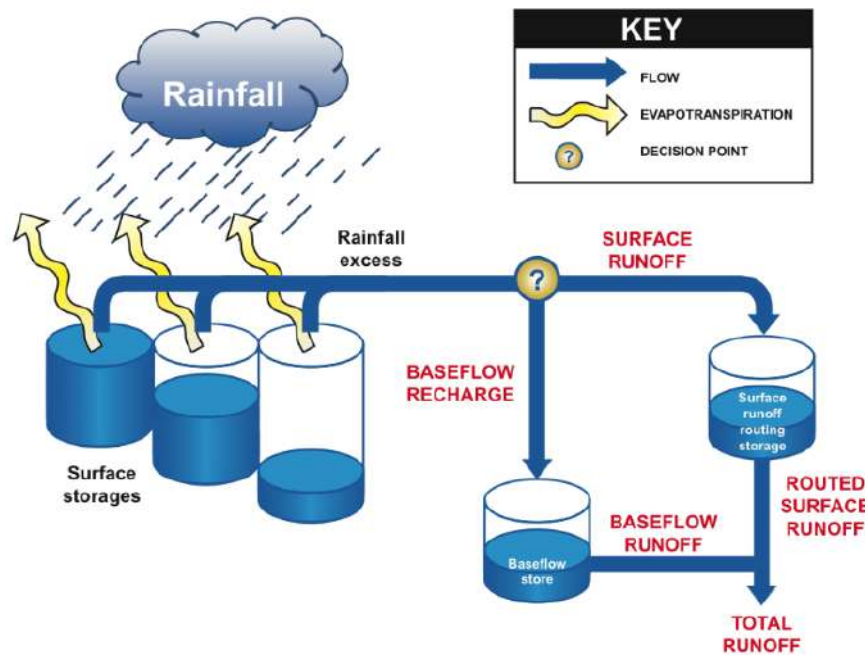 KEY
FLOW
EVAPOTRANSPIRATION
?
DECISION POINT
Rainfall
Rainfall
excess
SURFACE
RUNOFF
?
BASEFLOW
RECHARGE
Surface
runoff
routing
storage
Surface
storages
ROUTED
SURFACE
RUNOFF
BASEFLOW
RUNOFF
Baseflow
store
TOTAL
RUNOFF